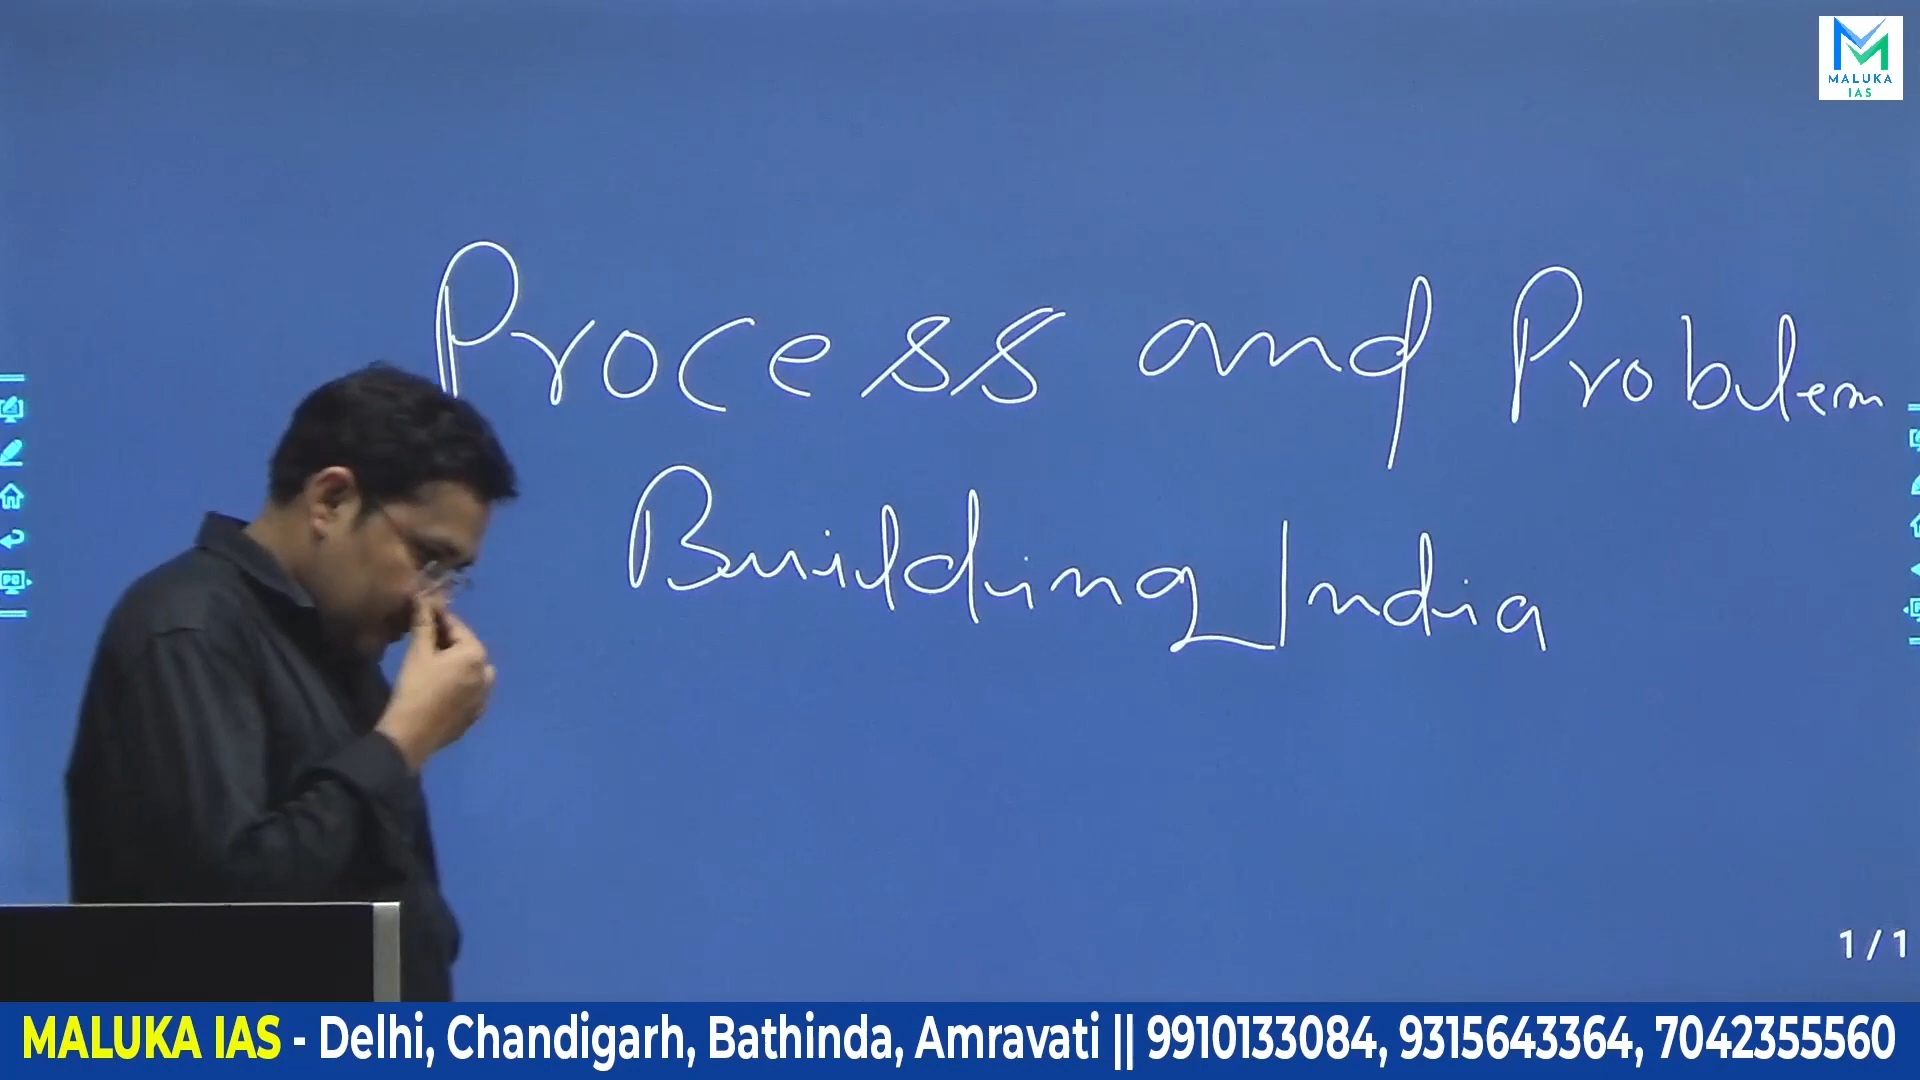 MALUKA
IAS
Process and Problem
Building India
1 / 1
MALUKA IAS - Delhi, Chandigarh, Bathinda, Amravati || 9910133084, 9315643364, 7042355560